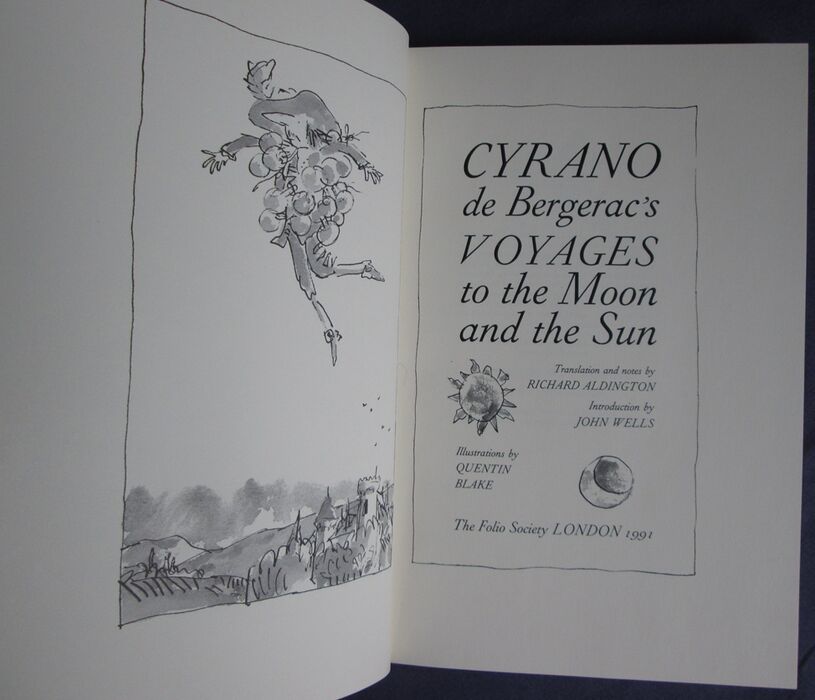 CYRANO
de Bergerac's
VOYAGES
to the Moon
and the Sun
Translation and notes by
RICHARD ALDINGTON
Introduction by
JOHN WELLS
Illustrations by
QUENTIN
BLAKE
The Folio Society LONDON 1991